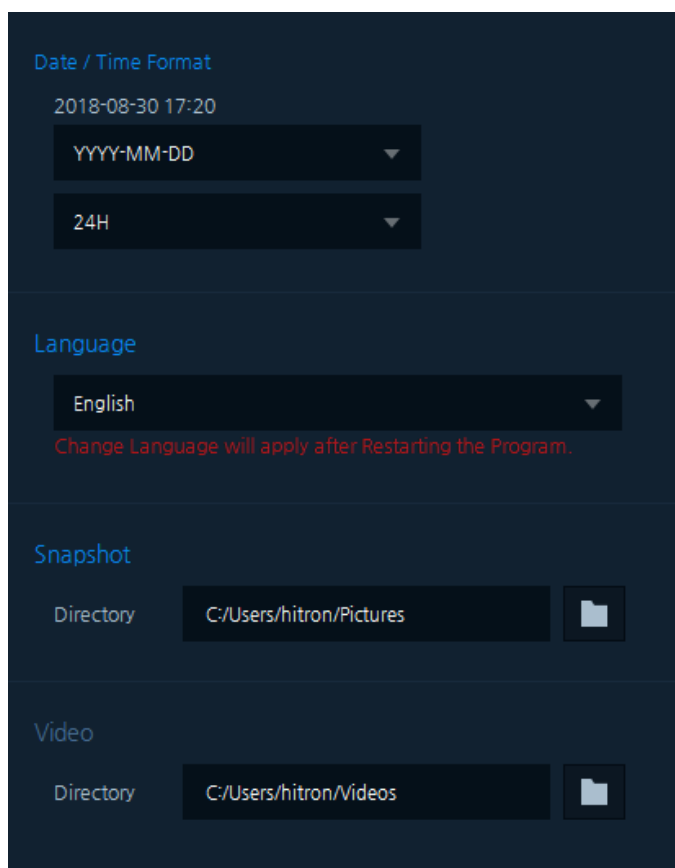 Date / Time Format
2018-08-30 17:20
YYYY-MM-DD
24H
Language
English
Change Language will apply after Restarting the Program.
Snapshot
Directory C:/Users/hitron/Pictures
Video
Directory C:/Users/hitron/Videos